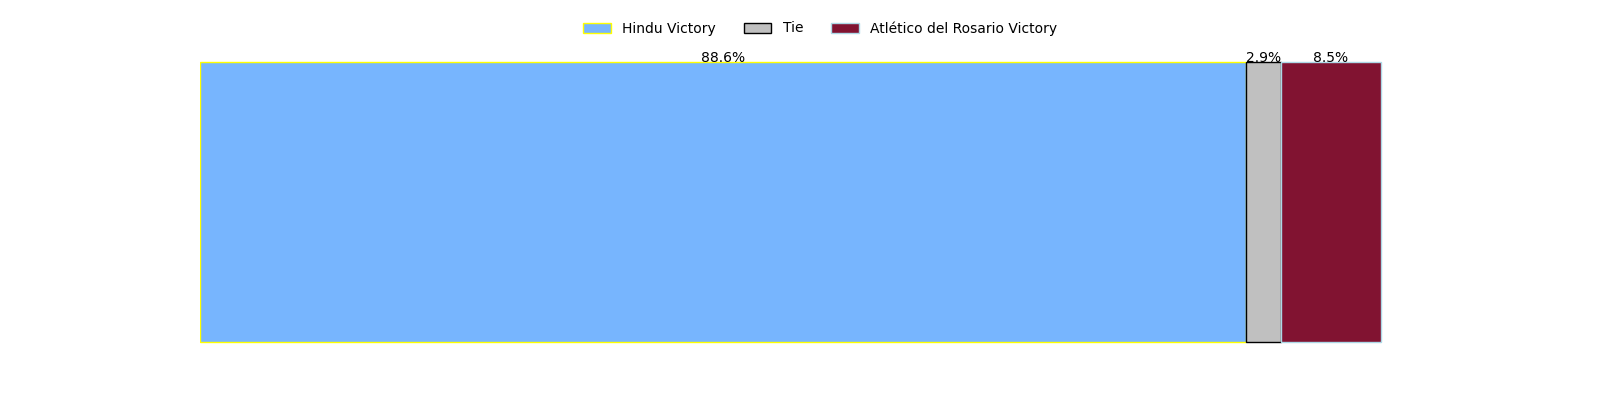 Hindu Victory Tie Atlético del Rosario Victory
88.6% 2.9% 8.5%